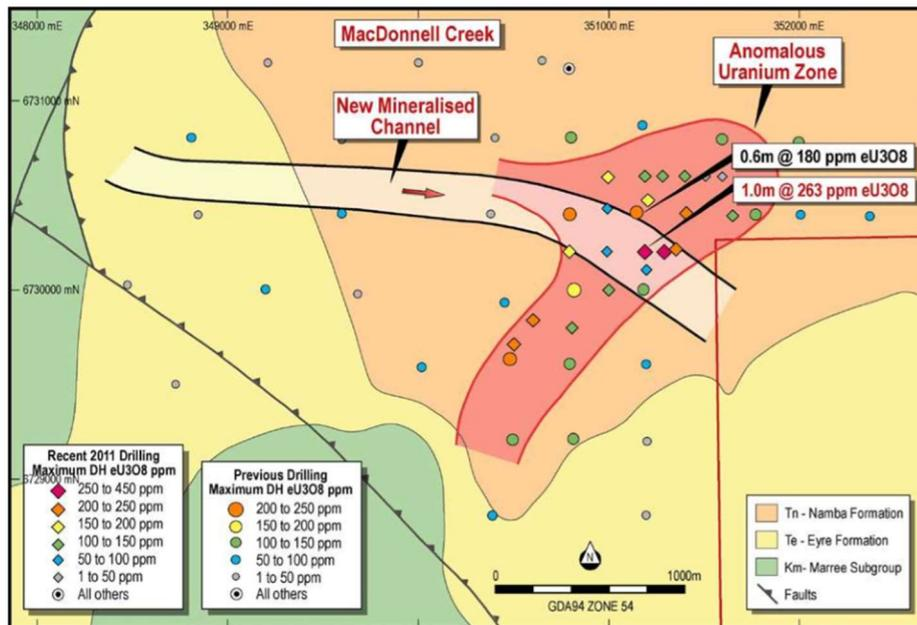 348000 mE
349000 mE
351000 mE
352000 mE
MacDonnell Creek
Anomalous
Uranium Zone
6731000 mN
New Mineralised
Channel
0.6m @ 180 ppm eU3O8
1.0m @ 263 ppm eU3O8
6730000 mN
Recent 2011 Drilling
Maximum DH eU3O8 ppm
250 to 450 ppm
200 to 250 ppm
150 to 200 ppm
100 to 150 ppm
50 to 100 ppm
1 to 50 ppm
All others
Previous Drilling
Maximum DH eU3O8 ppm
200 to 250 ppm
150 to 200 ppm
100 to 150 ppm
50 to 100 ppm
1 to 50 ppm
All others
6729000 mN
N
0
1000m
GDA94 ZONE 54
Tn - Namba Formation
Te - Eyre Formation
Km- Marree Subgroup
Faults